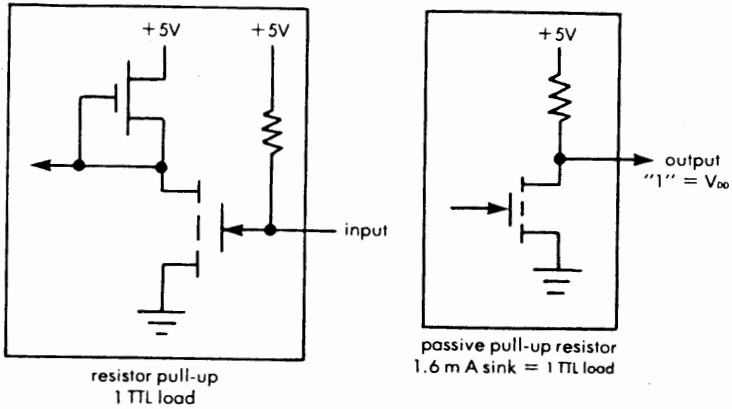 +5V
+5V
input
resistor pull-up
1 TTL load
+5V
output
"1" = VDD
passive pull-up resistor
1.6 m A sink = 1 TTL load